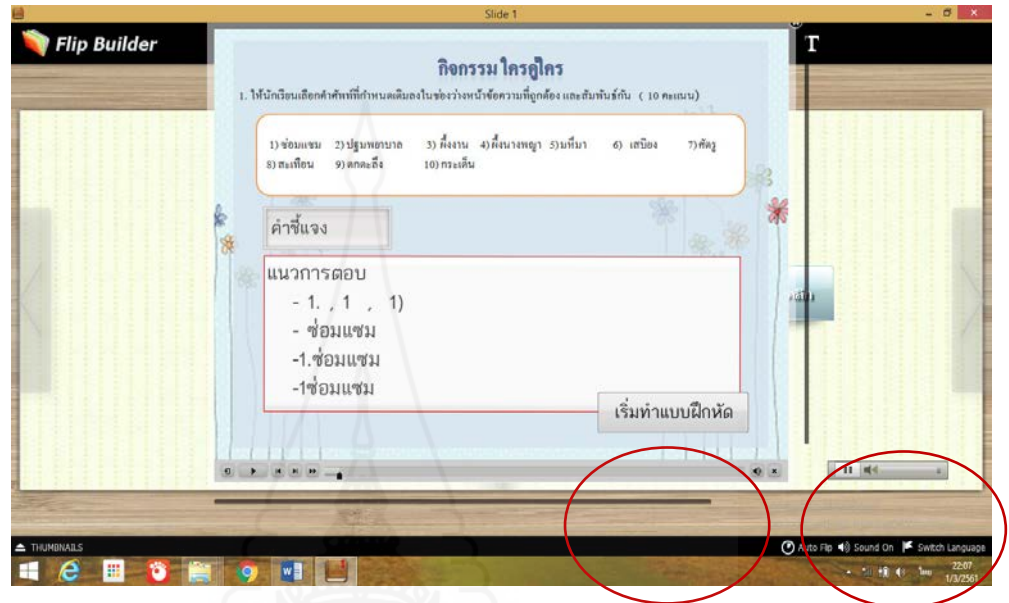 Slide 1
Flip Builder
T
กิจกรรม ใครคู่ใคร
1. ให้นักเรียนเลือกคำศัพท์ที่กำหนดเติมลงในช่องว่างหน้าข้อความที่ถูกต้อง และสัมพันธ์กัน ( 10 คะแนน)
1) ซ่อมแซม 2) ปฐมพยาบาล 3) ผึ้งงาน 4) ผึ้งนางพญา 5) มหึมา 6) เสบียง 7) ศัตรู
8) สะเทือน 9) ตกตะลึง 10) กระเด็น
คำชี้แจง
แนวการตอบ
- 1. , 1 , 1)
- ซ่อมแซม
-1.ซ่อมแซม
-1ซ่อมแซม
เริ่มทำแบบฝึกหัด
THUMBNAILS
Auto Flip Sound On Switch Language
ไทย
22:07
1/3/2561